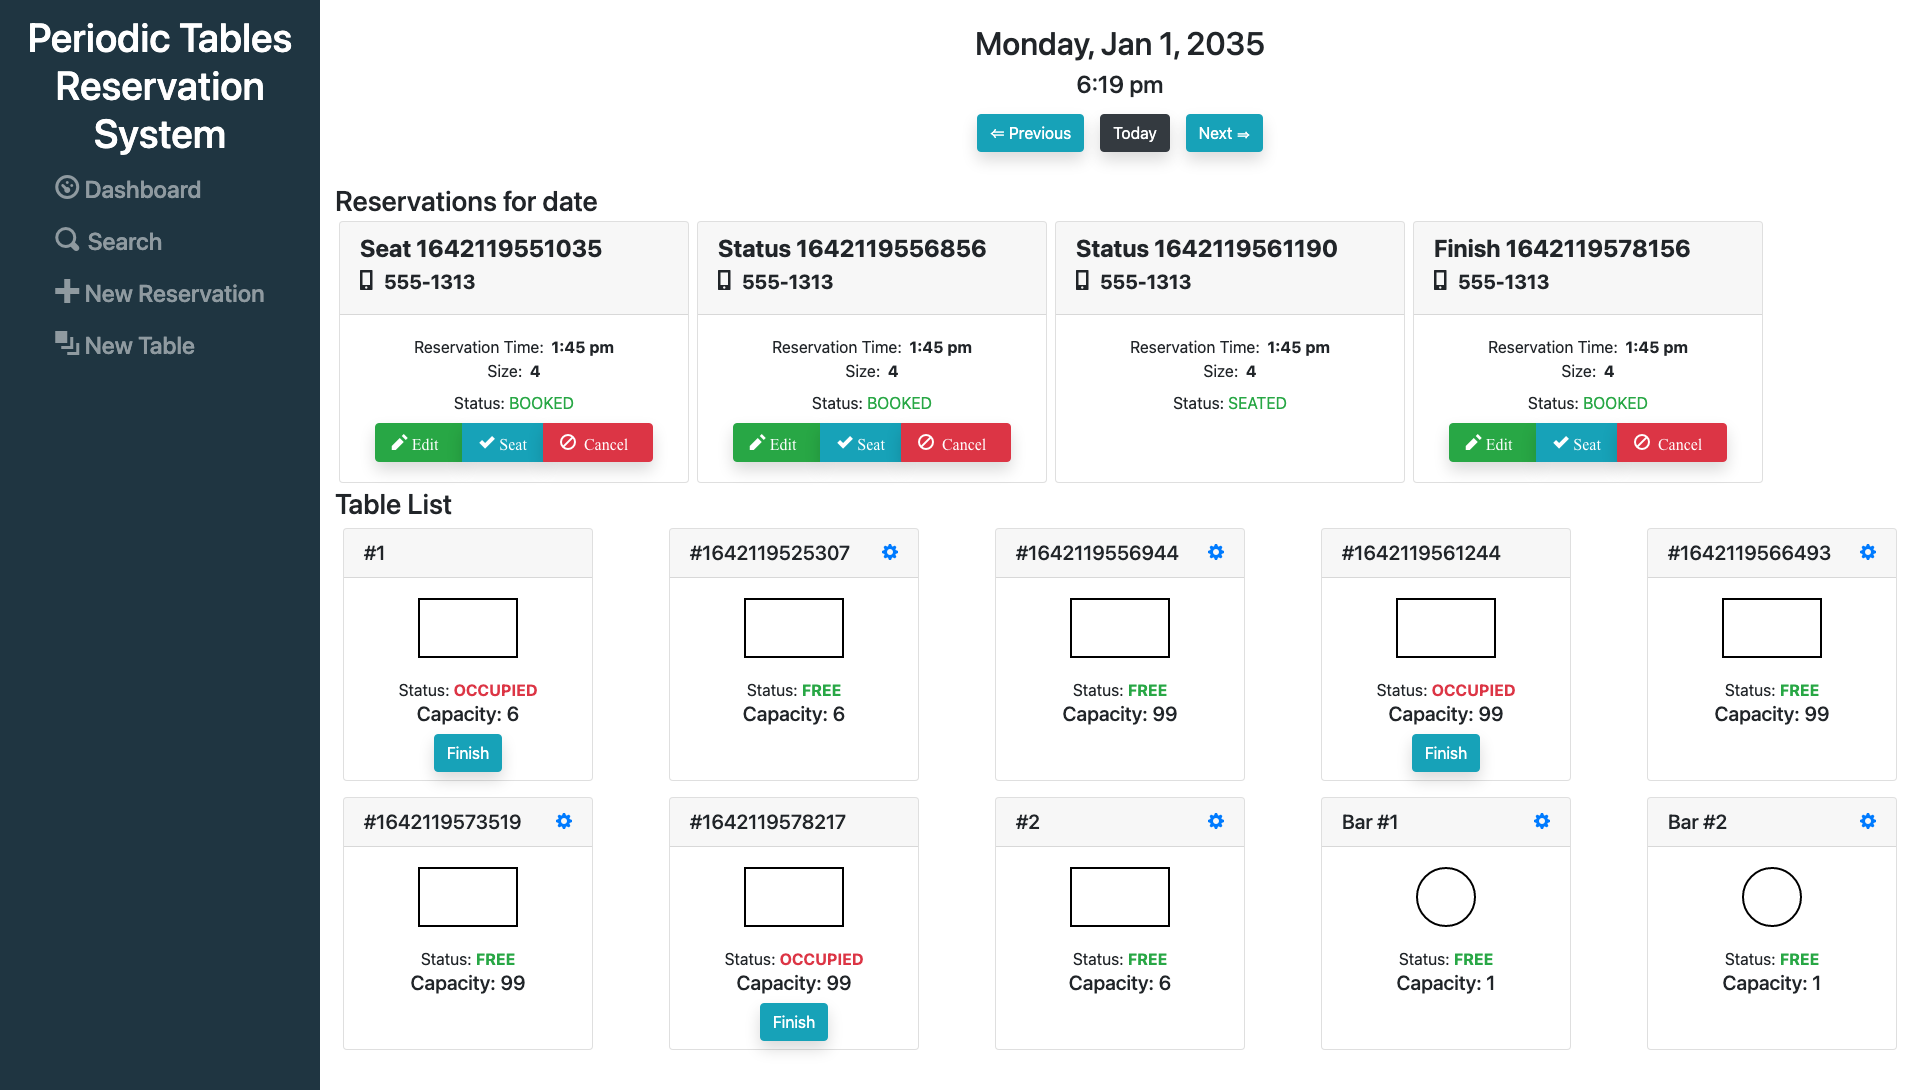 Periodic Tables
Reservation
System
Dashboard
Search
New Reservation
New Table
Monday, Jan 1, 2035
6:19 pm
⇐ Previous
Today
Next ⇒
Reservations for date
Seat 1642119551035
555-1313
Reservation Time: 1:45 pm
Size: 4
Status: BOOKED
Edit
Seat
Cancel
Status 1642119556856
555-1313
Reservation Time: 1:45 pm
Size: 4
Status: BOOKED
Edit
Seat
Cancel
Status 1642119561190
555-1313
Reservation Time: 1:45 pm
Size: 4
Status: SEATED
Finish 1642119578156
555-1313
Reservation Time: 1:45 pm
Size: 4
Status: BOOKED
Edit
Seat
Cancel
Table List
#1
Status: OCCUPIED
Capacity: 6
Finish
#1642119525307
Status: FREE
Capacity: 6
#1642119556944
Status: FREE
Capacity: 99
#1642119561244
Status: OCCUPIED
Capacity: 99
Finish
#1642119566493
Status: FREE
Capacity: 99
#1642119573519
Status: FREE
Capacity: 99
#1642119578217
Status: OCCUPIED
Capacity: 99
Finish
#2
Status: FREE
Capacity: 6
Bar #1
Status: FREE
Capacity: 1
Bar #2
Status: FREE
Capacity: 1